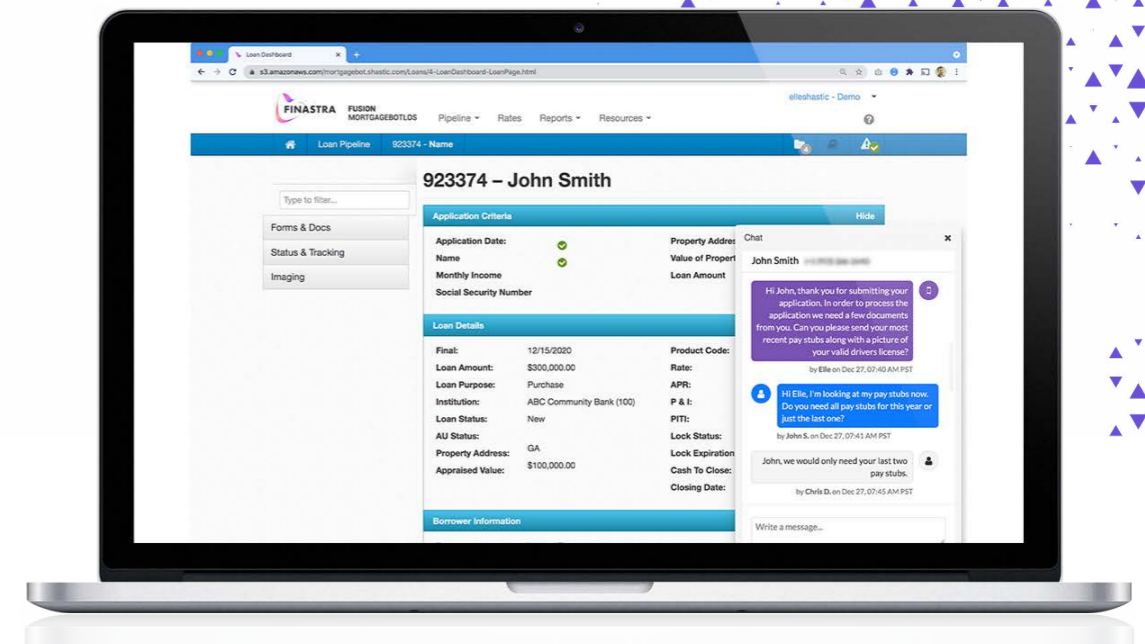 Loan Dashboard
s3.amazonaws.com/mortgagebot.shastic.com/Loans/4-LoanDashboard-LoanPage.html
elleshastic - Demo
FINASTRA
FUSION
MORTGAGEBOTLOS
Pipeline
Rates
Reports
Resources
Loan Pipeline
923374 - Name
4
923374 – John Smith
Type to filter...
Forms & Docs
Status & Tracking
Imaging
Application Criteria
Hide
Application Date:
Name
Monthly Income
Social Security Number
Property Addre
Value of Propert
Loan Amount
Loan Details
Final: 12/15/2020
Loan Amount: $300,000.00
Loan Purpose: Purchase
Institution: ABC Community Bank (100)
Loan Status: New
AU Status:
Property Address: GA
Appraised Value: $100,000.00
Product Code:
Rate:
APR:
P & I:
PITI:
Lock Status:
Lock Expiration
Cash To Close:
Closing Date:
Borrower Information
Chat
John Smith
Hi John, thank you for submitting your
application. In order to process the
application we need a few documents
from you. Can you please send your most
recent pay stubs along with a picture of
your valid drivers license?
by Elle on Dec 27, 07:40 AM PST
Hi Elle, I'm looking at my pay stubs now.
Do you need all pay stubs for this year or
just the last one?
by John S. on Dec 27, 07:41 AM PST
John, we would only need your last two
pay stubs.
by Chris D. on Dec 27, 07:45 AM PST
Write a message...